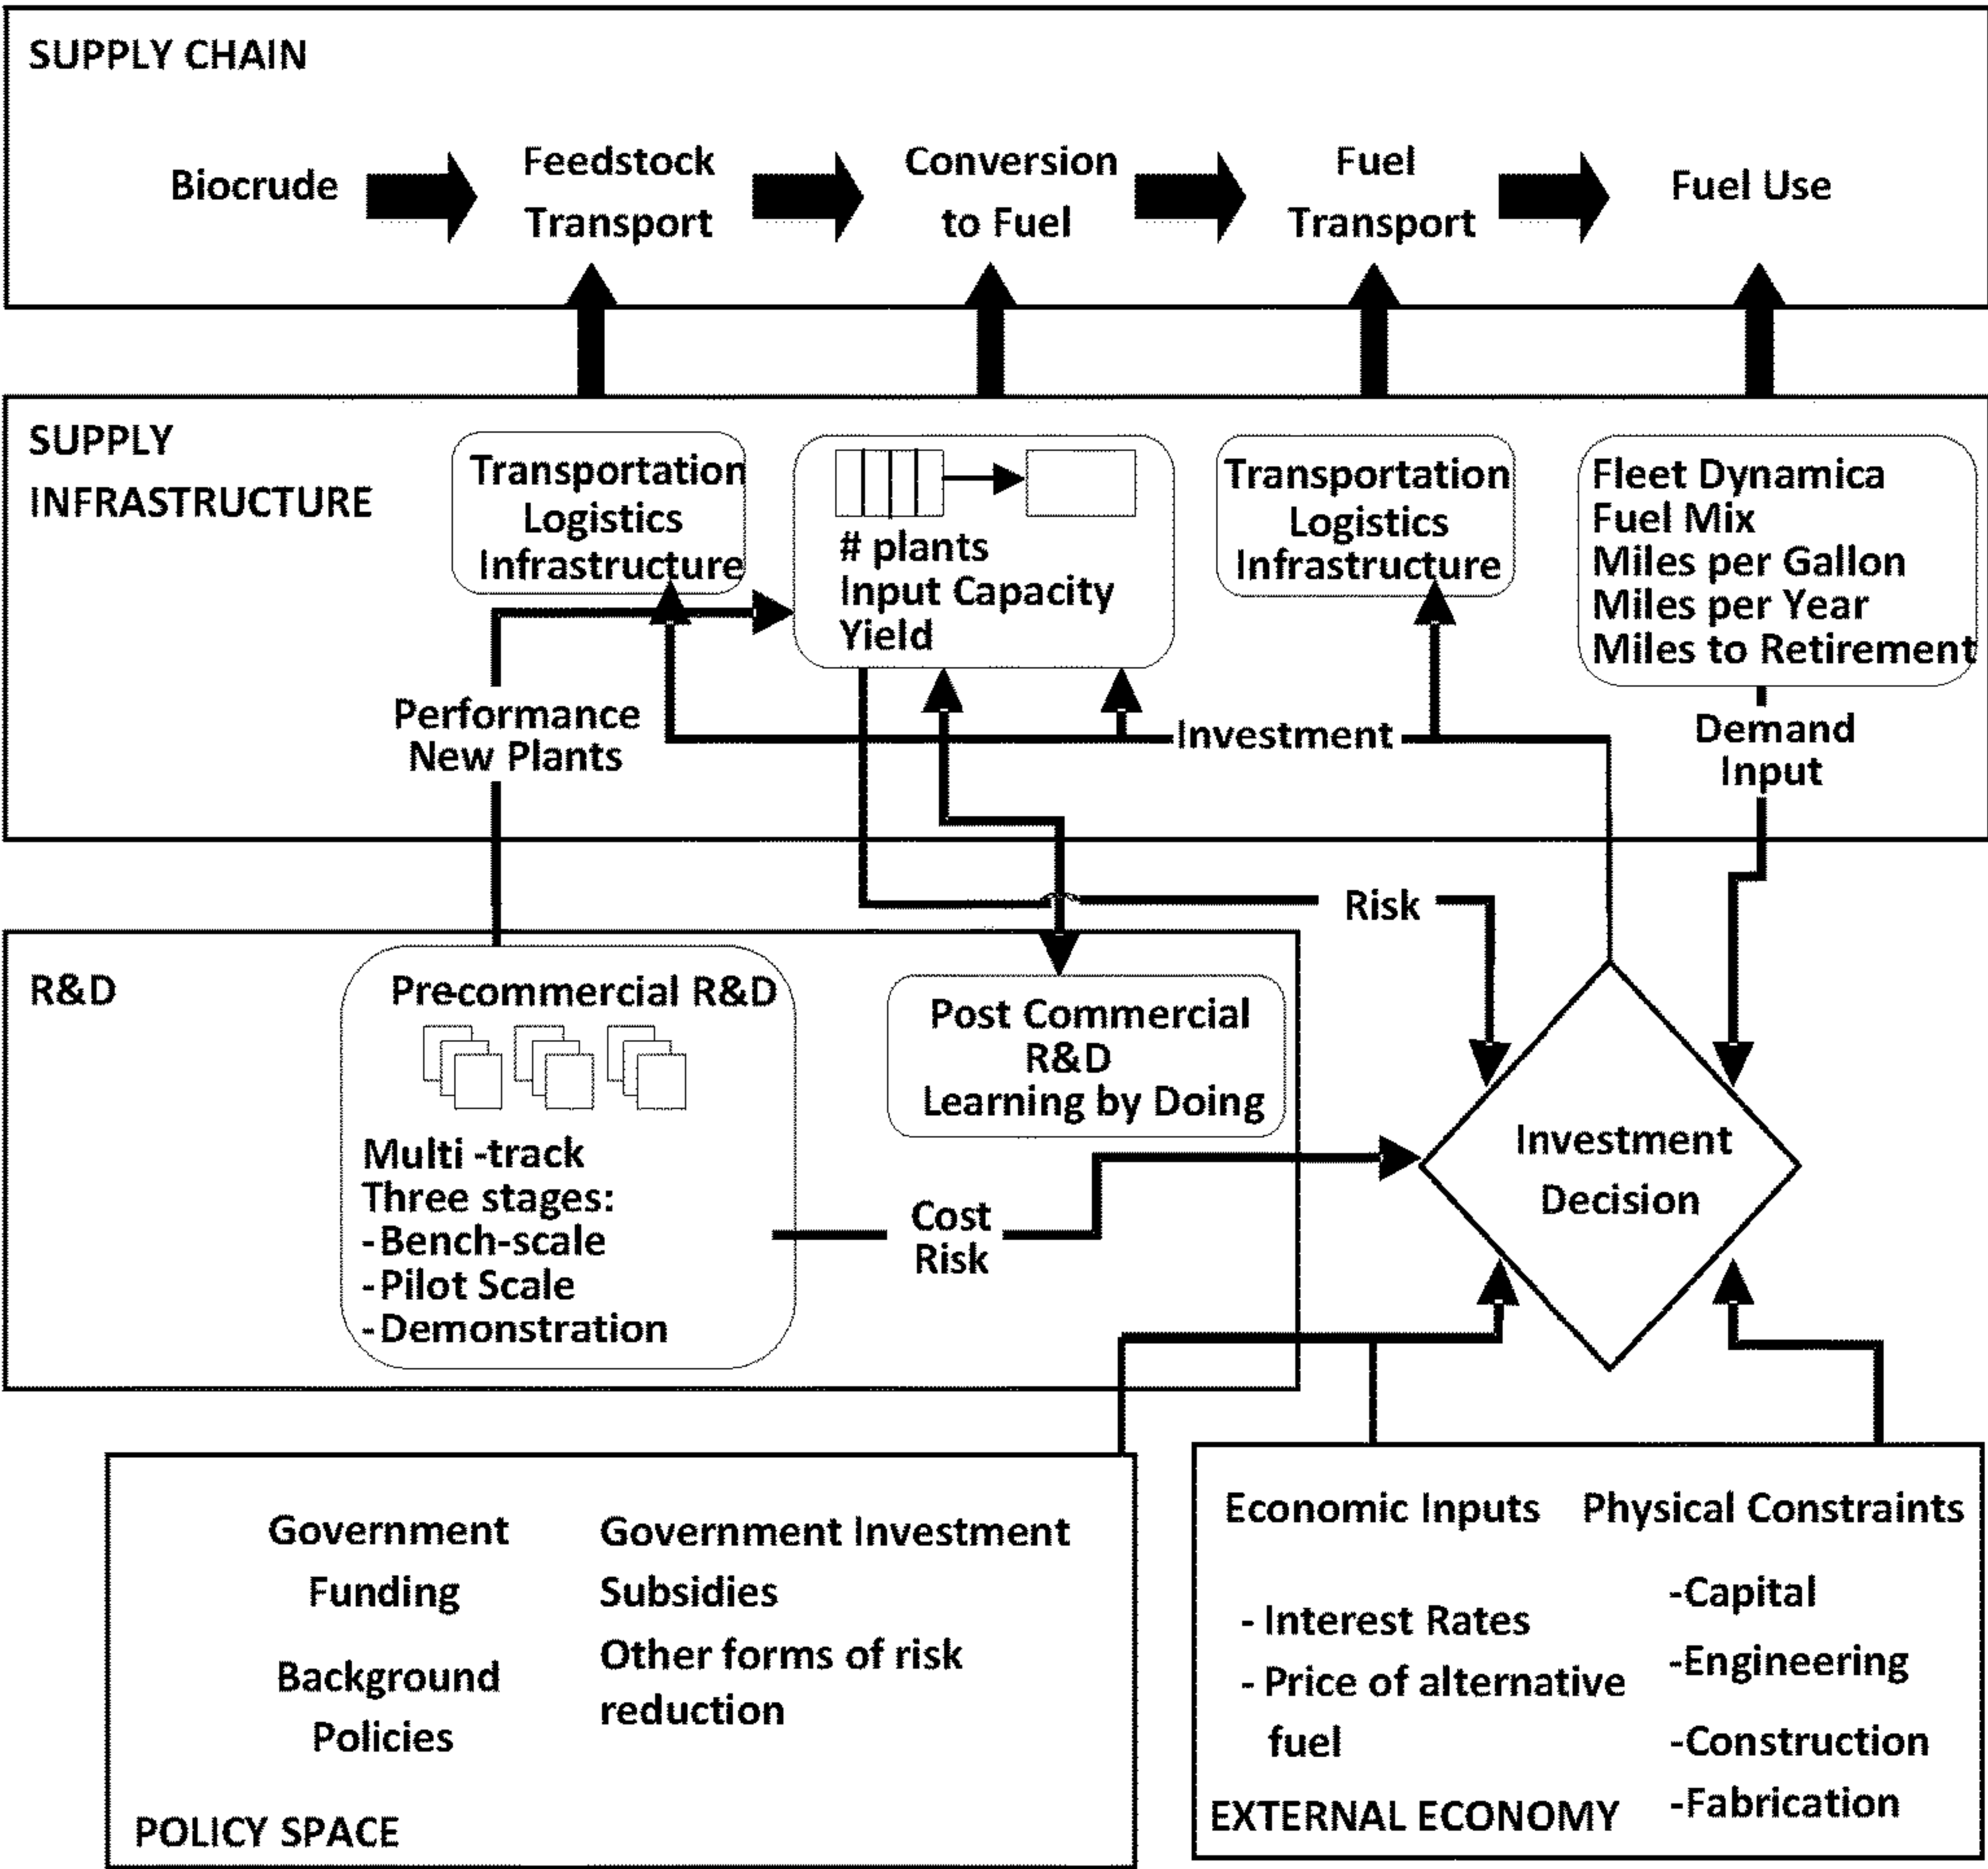 SUPPLY CHAIN
Biocrude
Feedstock
Transport
Conversion
to Fuel
Fuel
Transport
Fuel Use
SUPPLY
INFRASTRUCTURE
Transportation
Logistics
Infrastructure
# plants
Input Capacity
Yield
Transportation
Logistics
Infrastructure
Fleet Dynamica
Fuel Mix
Miles per Gallon
Miles per Year
Miles to Retirement
Performance
New Plants
Investment
Demand
Input
Risk
R&D
Pre-commercial R&D
Multi -track
Three stages:
-Bench-scale
-Pilot Scale
-Demonstration
Post Commercial
R&D
Learning by Doing
Cost
Risk
Investment
Decision
Government
Funding
Background
Policies
Government Investment
Subsidies
Other forms of risk
reduction
POLICY SPACE
Economic Inputs
- Interest Rates
- Price of alternative
fuel
Physical Constraints
-Capital
-Engineering
-Construction
-Fabrication
EXTERNAL ECONOMY